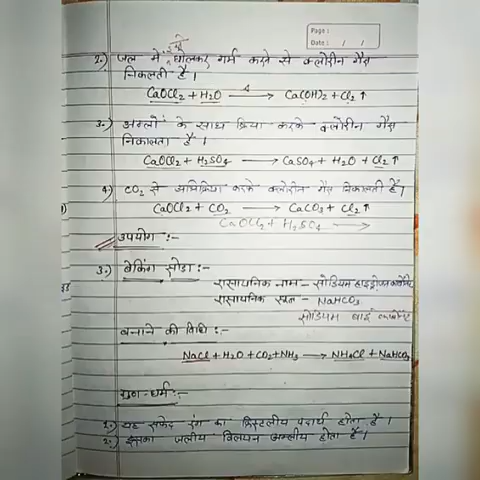 Page :
Date : / /
2.) जल में इसे घोलकर गर्म करने से क्लोरीन गैस
निकलती है।
CaOCl2 + H2O → Δ Ca(OH)2 + Cl2↑
3.) अम्लों के साथ क्रिया करके क्लोरीन गैस
निकालता है।
CaOCl2 + H2SO4 → CaSO4 + H2O + Cl2↑
4.) CO2 से अभिक्रिया करके क्लोरीन गैस निकालती है।
CaOCl2 + CO2 → CaCO3 + Cl2↑
CaOCl2 + H2SO4 →
उपयोग :-
3.) बेकिंग सोडा :-
रासायनिक नाम - सोडियम हाइड्रोजन कार्बोनेट
रासायनिक सूत्र - NaHCO3
सोडियम बाई कार्बोनेट
बनाने की विधि :-
NaCl + H2O + CO2 + NH3 → NH4Cl + NaHCO3
गुण-धर्म :-
1.) यह सफेद रंग का क्रिस्टलीय पदार्थ होता है।
2.) इसका जलीय विलयन अम्लीय होता है।